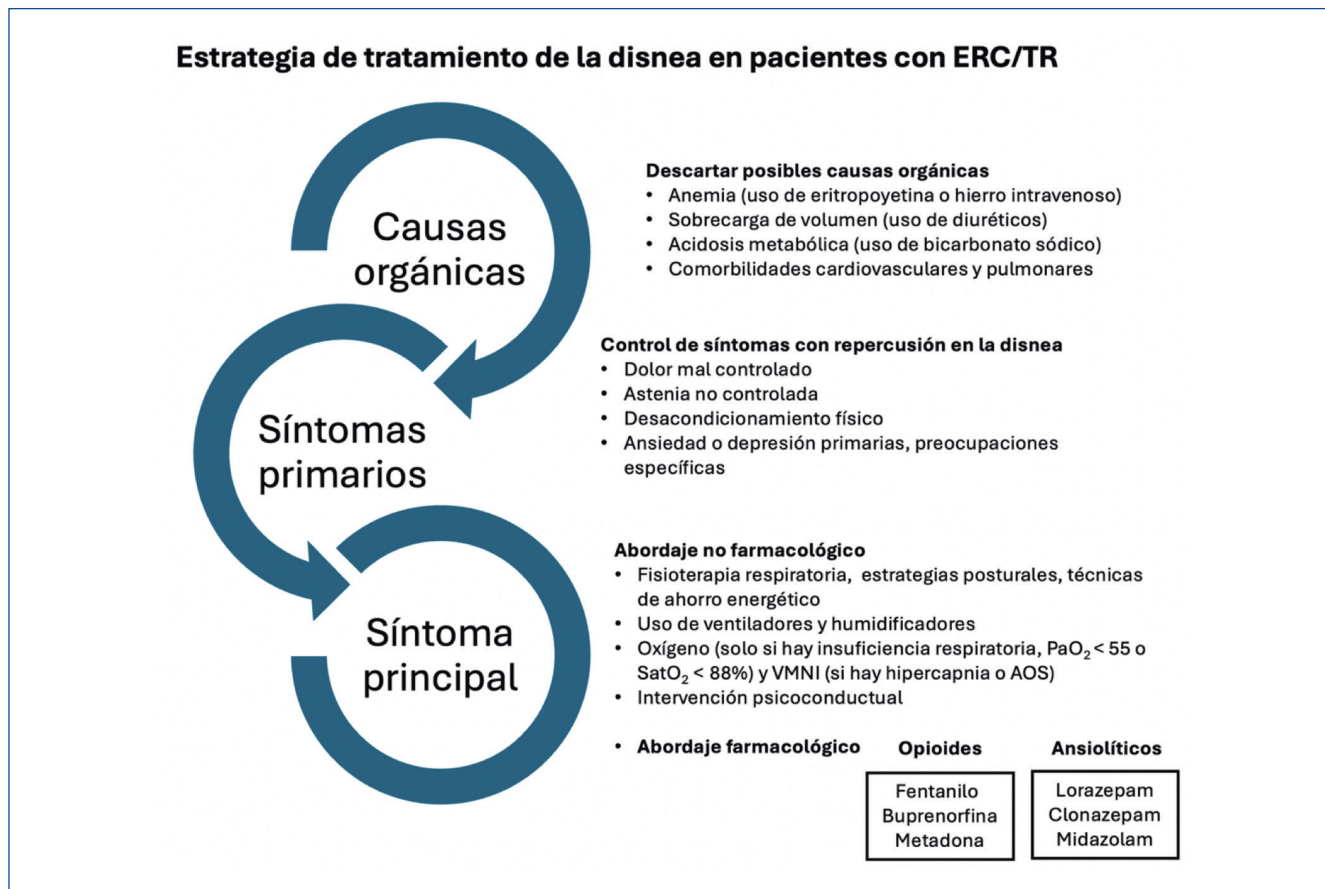 Estrategia de tratamiento de la disnea en pacientes con ERC/TR
Causas
orgánicas
Descartar posibles causas orgánicas
• Anemia (uso de eritropoyetina o hierro intravenoso)
• Sobrecarga de volumen (uso de diuréticos)
• Acidosis metabólica (uso de bicarbonato sódico)
• Comorbilidades cardiovasculares y pulmonares
Síntomas
primarios
Control de síntomas con repercusión en la disnea
• Dolor mal controlado
• Astenia no controlada
• Desacondicionamiento físico
• Ansiedad o depresión primarias, preocupaciones
específicas
Síntoma
principal
Abordaje no farmacológico
• Fisioterapia respiratoria, estrategias posturales, técnicas
de ahorro energético
• Uso de ventiladores y humidificadores
• Oxígeno (solo si hay insuficiencia respiratoria, PaO₂ < 55 o
SatO₂ < 88%) y VMNI (si hay hipercapnia o AOS)
• Intervención psicoconductual
• Abordaje farmacológico
Opioides
Fentanilo
Buprenorfina
Metadona
Ansiolíticos
Lorazepam
Clonazepam
Midazolam